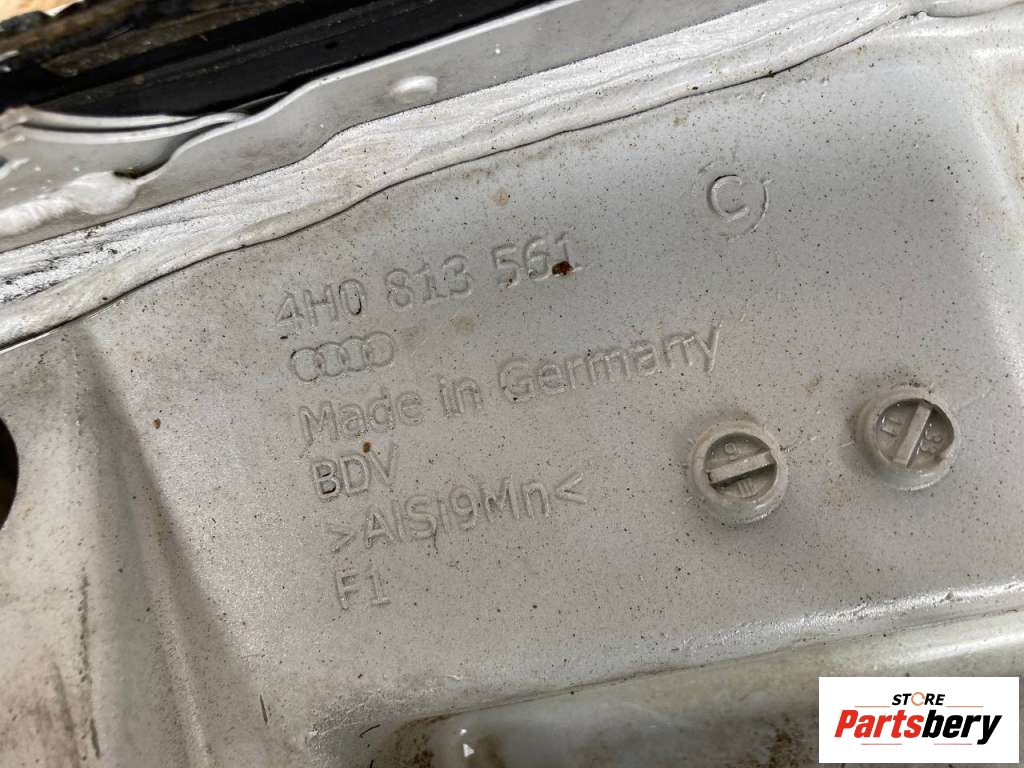 C
4H0 813 561
Made in Germany
BDV
>AlSi9Mn<
F1
STORE
Partsbery